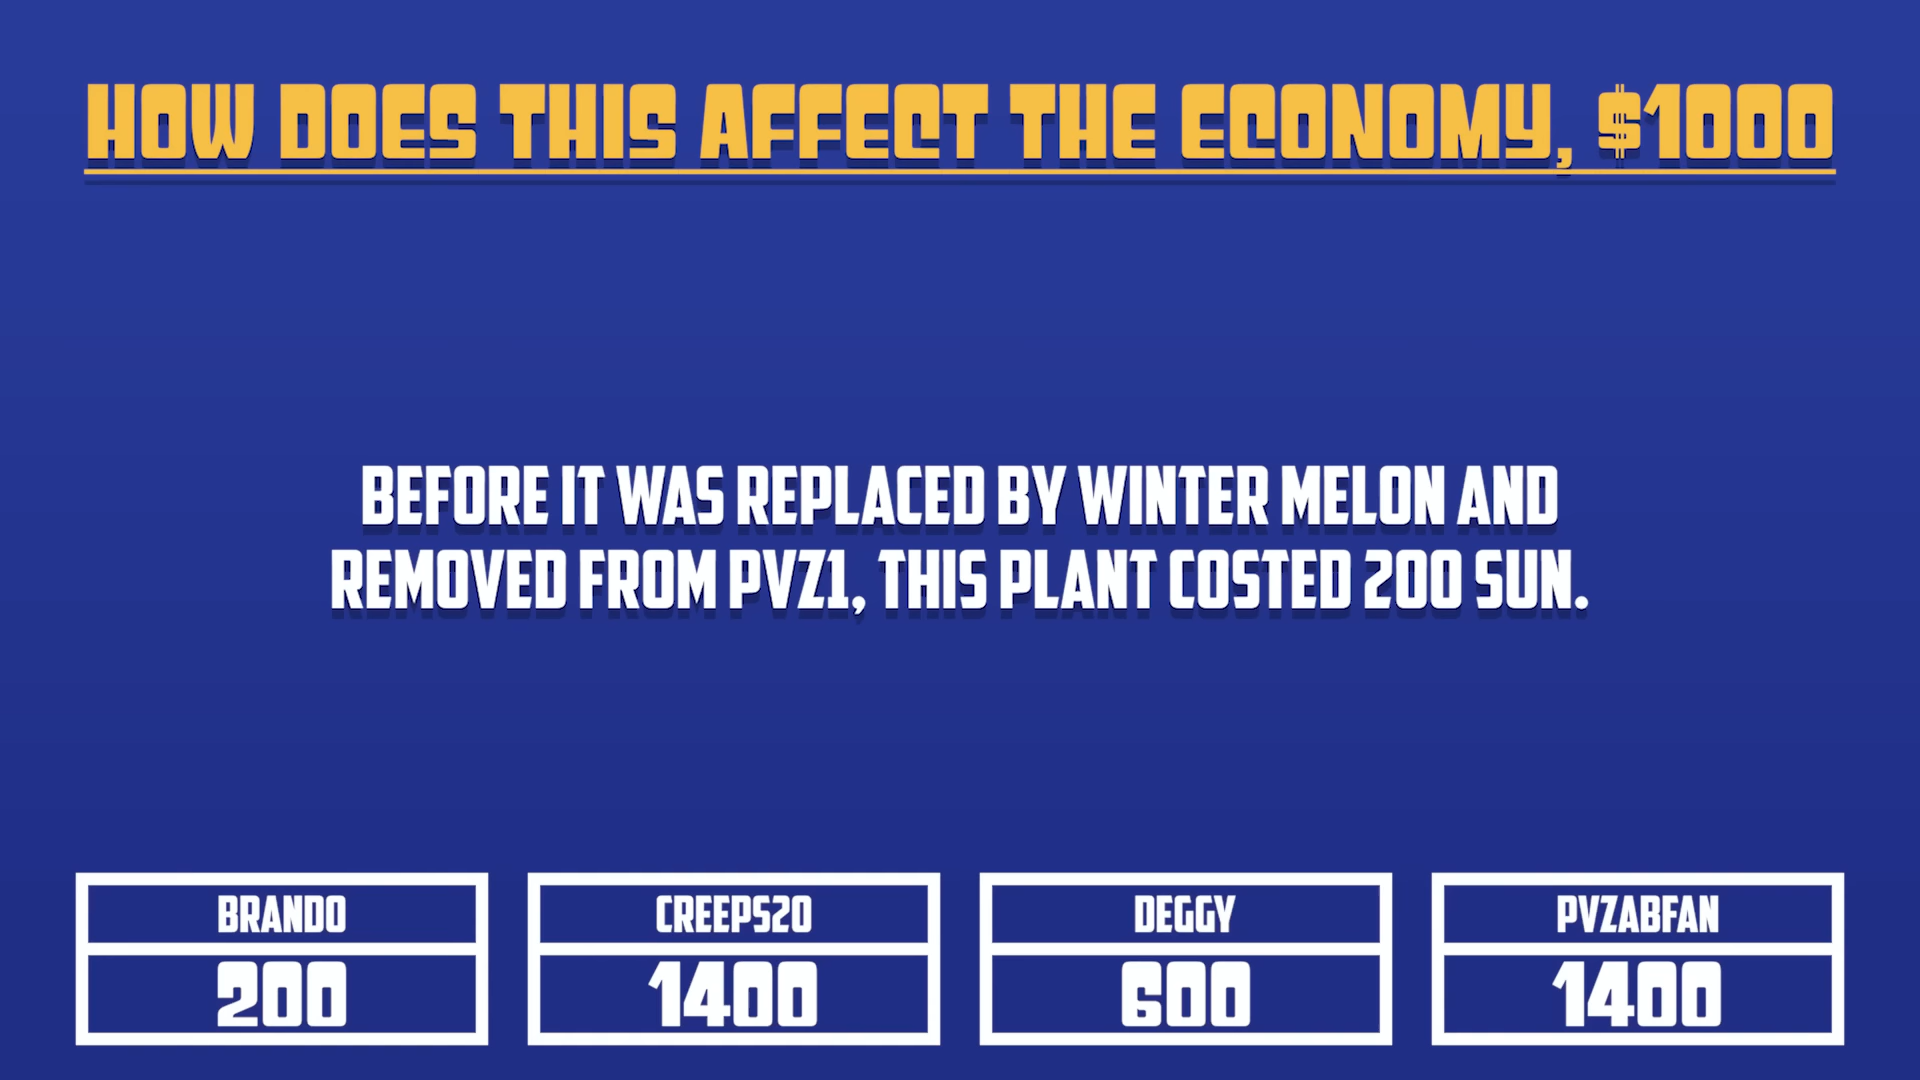 HOW DOES THIS AFFECT THE ECONOMY, $1000
BEFORE IT WAS REPLACED BY WINTER MELON AND
REMOVED FROM PVZ1, THIS PLANT COSTED 200 SUN.
BRANDO
200
CREEPS20
1400
DEGGY
600
PVZABFAN
1400